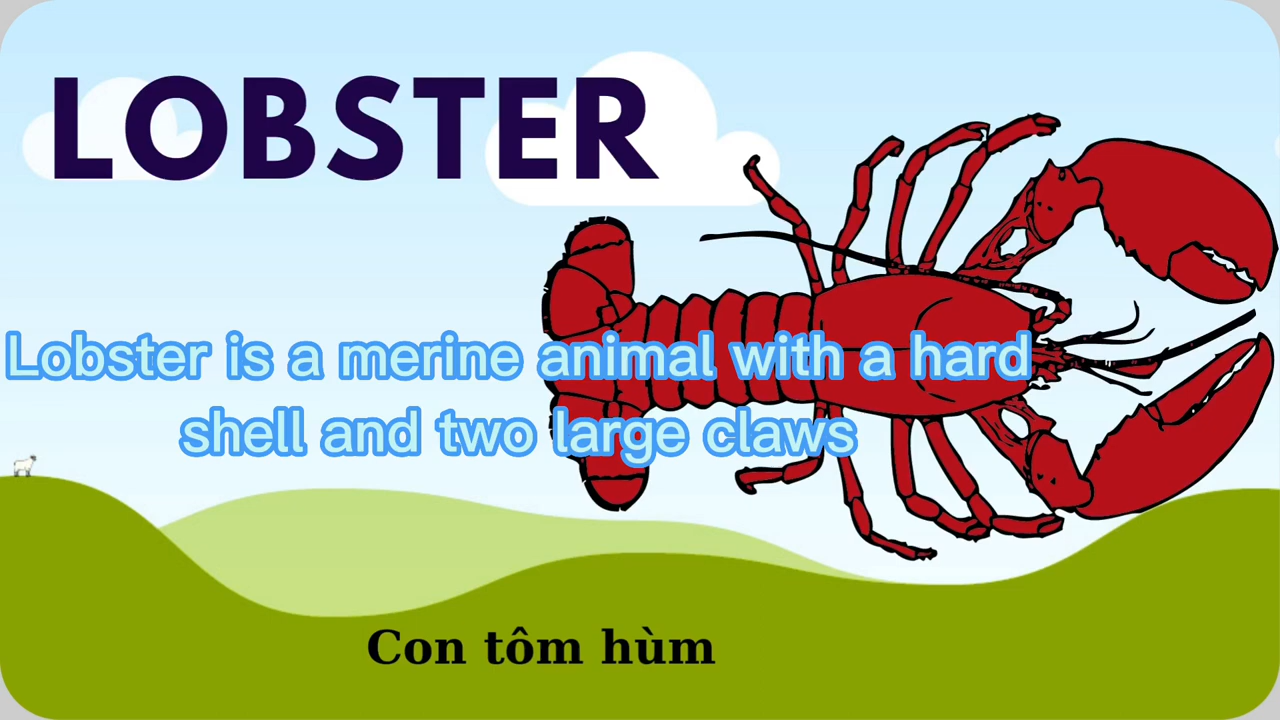 LOBSTER
Lobster is a merine animal with a hard
shell and two large claws
Con tôm hùm